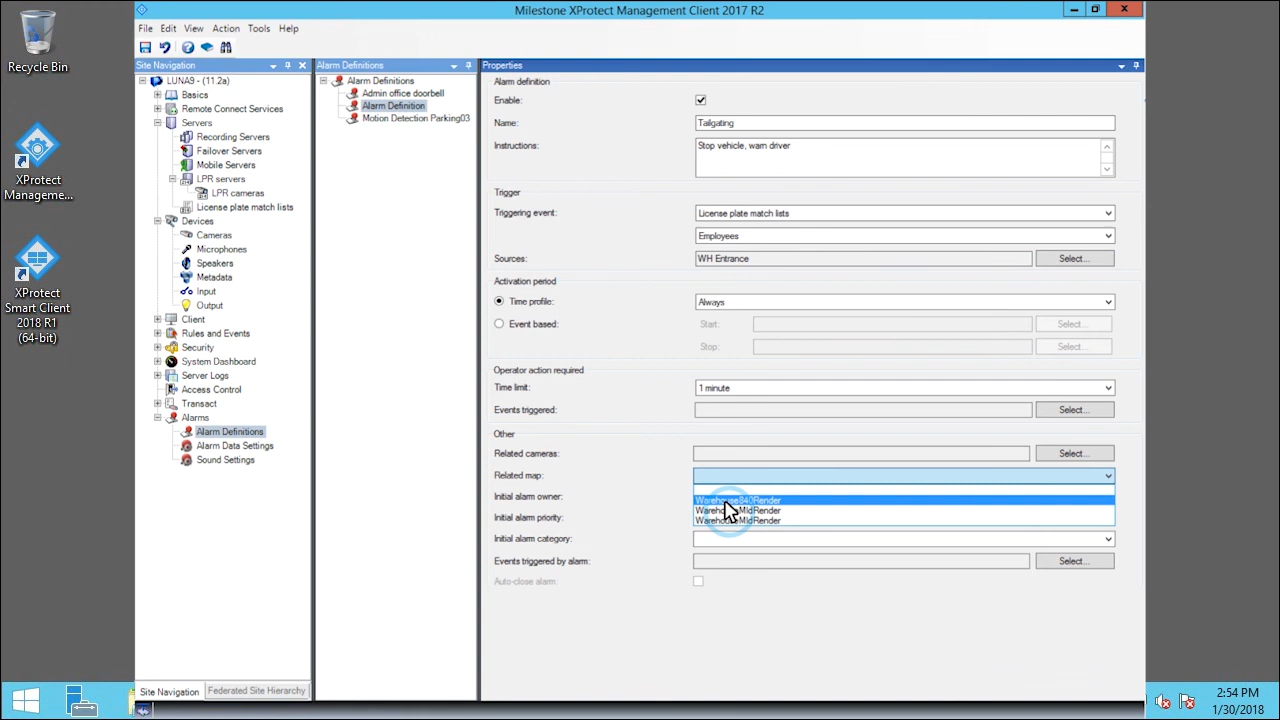 Recycle Bin
XProtect
Manageme...
XProtect
Smart Client
2018 R1
(64-bit)
Milestone XProtect Management Client 2017 R2
File Edit View Action Tools Help
Site Navigation
LUNA9 - (11.2a)
Basics
Remote Connect Services
Servers
Recording Servers
Failover Servers
Mobile Servers
LPR servers
LPR cameras
License plate match lists
Devices
Cameras
Microphones
Speakers
Metadata
Input
Output
Client
Rules and Events
Security
System Dashboard
Server Logs
Access Control
Transact
Alarms
Alarm Definitions
Alarm Data Settings
Sound Settings
Site Navigation Federated Site Hierarchy
Alarm Definitions
Alarm Definitions
Admin office doorbell
Alarm Definition
Motion Detection Parking03
Properties
Alarm definition
Enable:
Name: Tailgating
Instructions: Stop vehicle, warn driver
Trigger
Triggering event: License plate match lists
Employees
Sources: WH Entrance Select...
Activation period
Time profile: Always
Event based: Start: Select...
Stop: Select...
Operator action required
Time limit: 1 minute
Events triggered: Select...
Other
Related cameras: Select...
Related map:
Initial alarm owner: Warehouse840Render
WarehouseMldRender
Initial alarm priority: WarehouseMldRender
Initial alarm category:
Events triggered by alarm: Select...
Auto-close alarm:
2:54 PM
1/30/2018